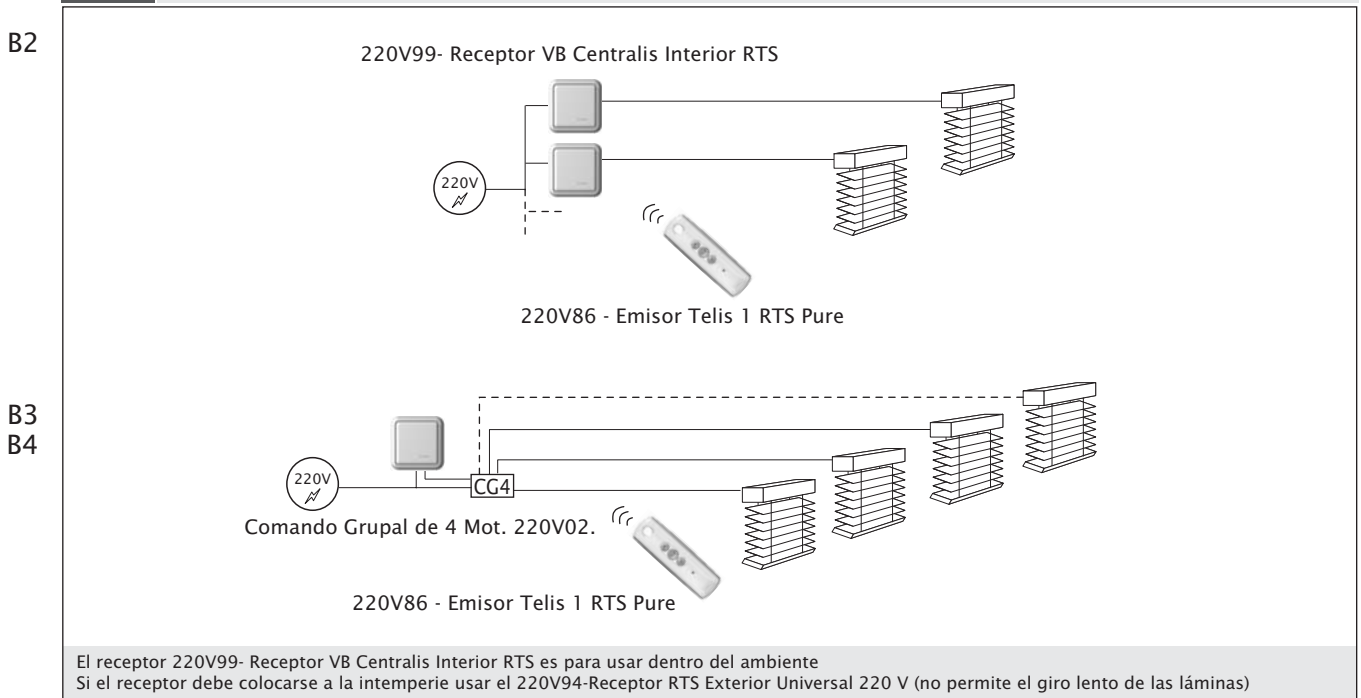 B2
220V99- Receptor VB Centralis Interior RTS
220V
220V86 - Emisor Telis 1 RTS Pure
B3
B4
220V
CG4
Comando Grupal de 4 Mot. 220V02.
220V86 - Emisor Telis 1 RTS Pure
El receptor 220V99- Receptor VB Centralis Interior RTS es para usar dentro del ambiente
Si el receptor debe colocarse a la intemperie usar el 220V94-Receptor RTS Exterior Universal 220 V (no permite el giro lento de las láminas)